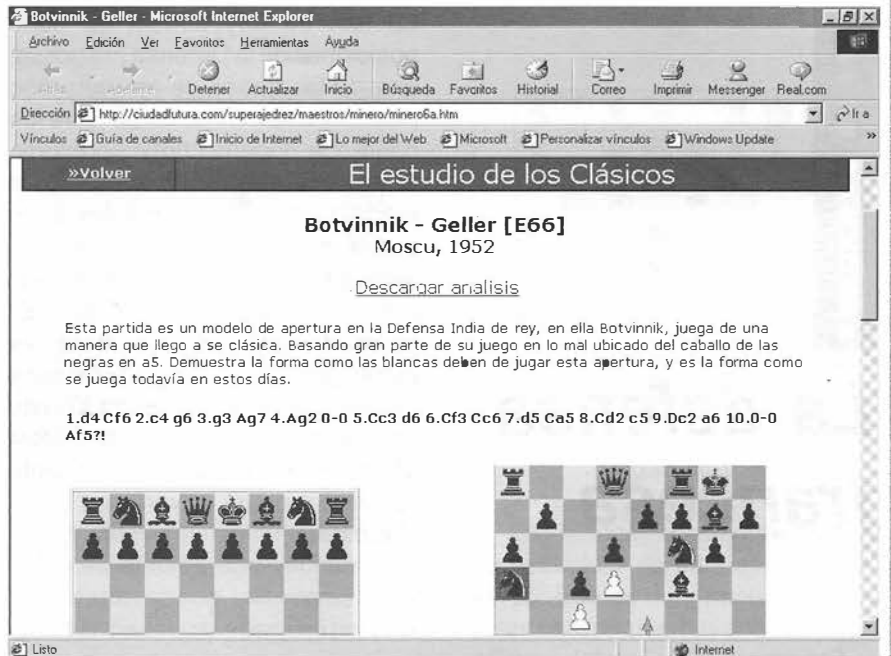 Botvinnik - Geller - Microsoft Internet Explorer
Archivo Edición Ver Favoritos Herramientas Ayuda
Atrás Adelante Detener Actualizar Inicio Búsqueda Favoritos Historial Correo Imprimir Messenger Real.com
Dirección http://ciudadfutura.com/superajedrez/maestros/minero/minero6a.htm Ir a
Vínculos Guía de canales Inicio de Internet Lo mejor del Web Microsoft Personalizar vínculos Windows Update »
»Volver El estudio de los Clásicos
Botvinnik - Geller [E66]
Moscu, 1952
Descargar analisis
Esta partida es un modelo de apertura en la Defensa India de rey, en ella Botvinnik, juega de una
manera que llego a se clásica. Basando gran parte de su juego en lo mal ubicado del caballo de las
negras en a5. Demuestra la forma como las blancas deben de jugar esta apertura, y es la forma como
se juega todavía en estos días.
1.d4 Cf6 2.c4 g6 3.g3 Ag7 4.Ag2 0-0 5.Cc3 d6 6.Cf3 Cc6 7.d5 Ca5 8.Cd2 c5 9.Dc2 a6 10.0-0
Af5?!
Listo Internet